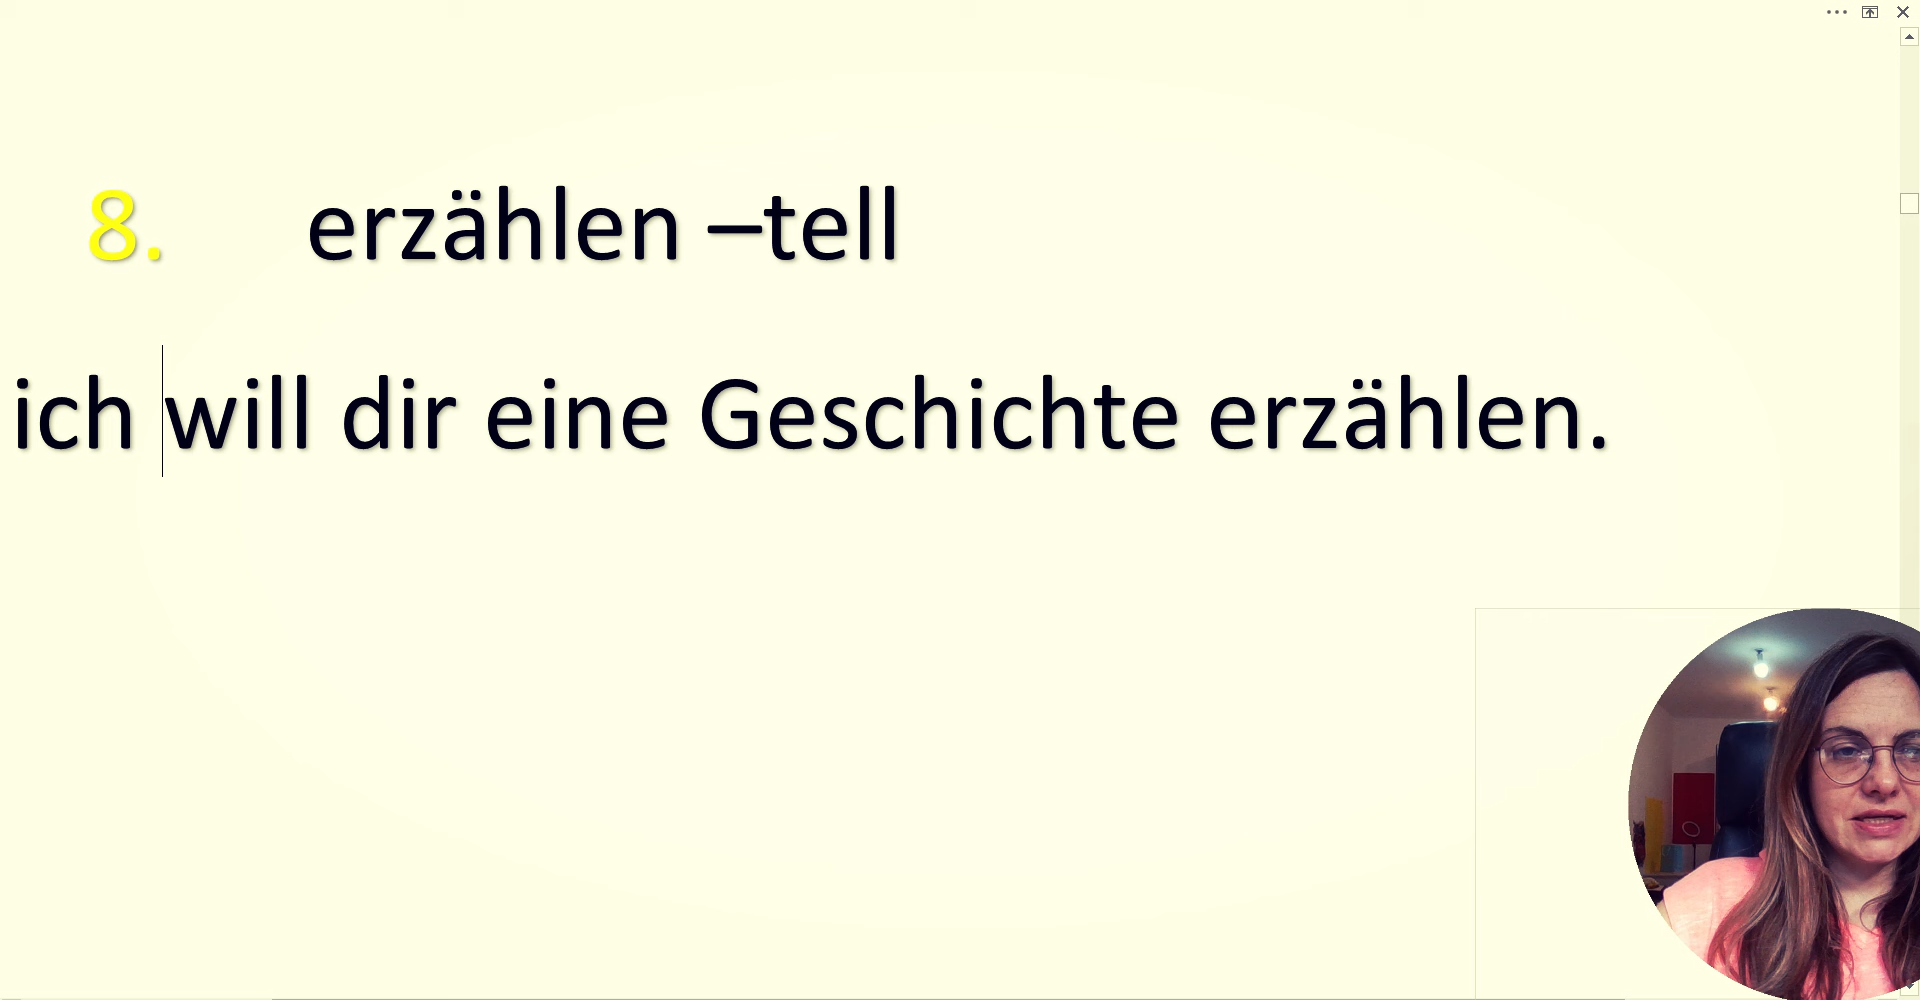 8. erzählen –tell
ich will dir eine Geschichte erzählen.